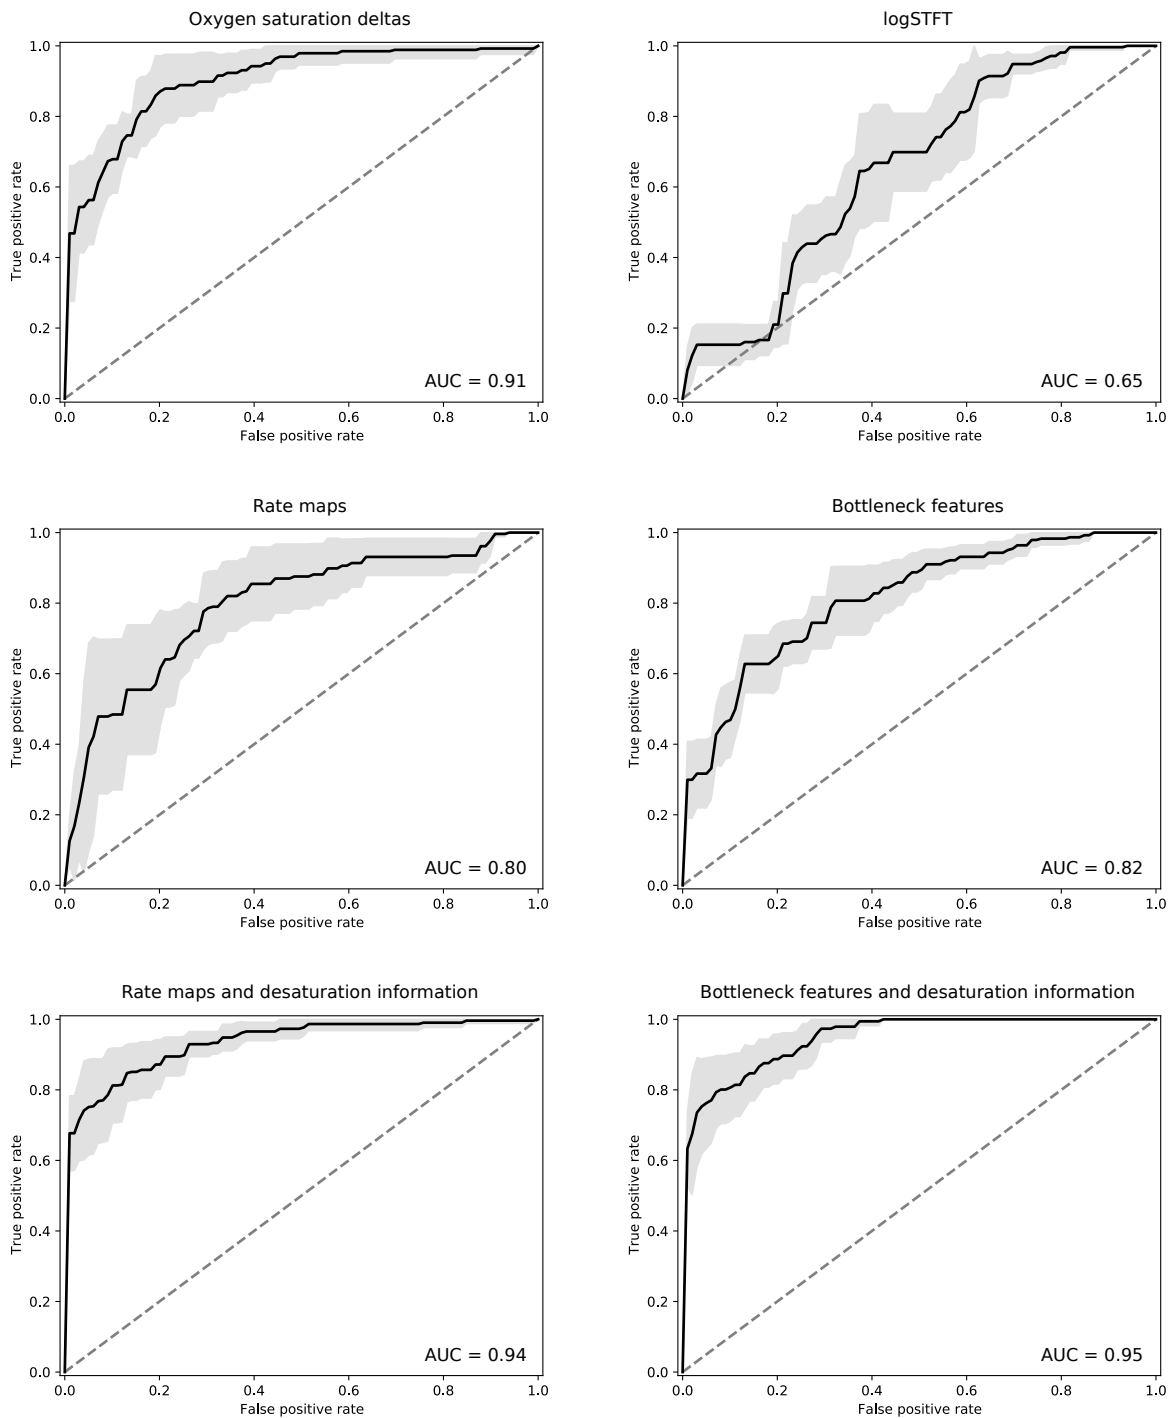 Oxygen saturation deltas
1.0
0.8
0.6
0.4
0.2
0.0
True positive rate
AUC = 0.91
0.0 0.2 0.4 0.6 0.8 1.0
False positive rate
logSTFT
1.0
0.8
0.6
0.4
0.2
0.0
True positive rate
AUC = 0.65
0.0 0.2 0.4 0.6 0.8 1.0
False positive rate
Rate maps
1.0
0.8
0.6
0.4
0.2
0.0
True positive rate
AUC = 0.80
0.0 0.2 0.4 0.6 0.8 1.0
False positive rate
Bottleneck features
1.0
0.8
0.6
0.4
0.2
0.0
True positive rate
AUC = 0.82
0.0 0.2 0.4 0.6 0.8 1.0
False positive rate
Rate maps and desaturation information
1.0
0.8
0.6
0.4
0.2
0.0
True positive rate
AUC = 0.94
0.0 0.2 0.4 0.6 0.8 1.0
False positive rate
Bottleneck features and desaturation information
1.0
0.8
0.6
0.4
0.2
0.0
True positive rate
AUC = 0.95
0.0 0.2 0.4 0.6 0.8 1.0
False positive rate